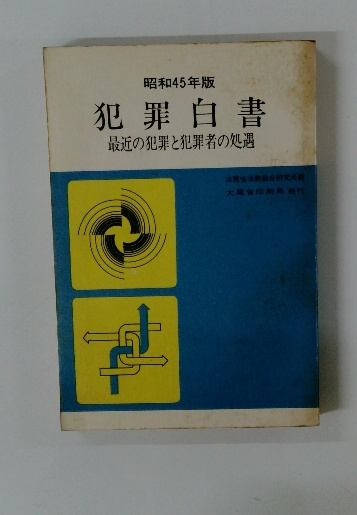 昭和45年版
犯罪白書
最近の犯罪と犯罪者の処遇
法務省法務総合研究所編
大蔵省印刷局 発行